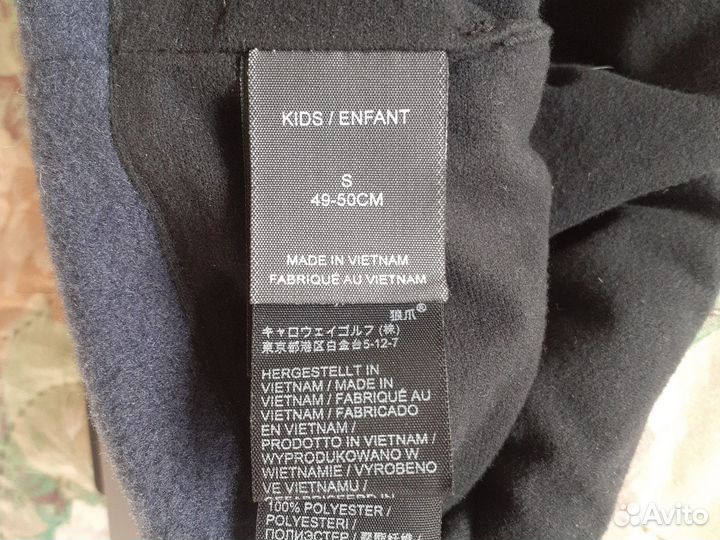 KIDS / ENFANT
S
49-50CM
MADE IN VIETNAM
FABRIQUÉ AU VIETNAM
狼爪®
キャロウェイゴルフ (株)
東京都港区白金台5-12-7
HERGESTELLT IN
VIETNAM / MADE IN
VIETNAM / FABRIQUÉ AU
VIETNAM / FABRICADO
EN VIETNAM /
PRODOTTO IN VIETNAM /
WYPRODUKOWANO W
WIETNAMIE / VYROBENO
VE VIETNAMU /
100% POLYESTER /
POLYESTERI /
ПОЛИЭСТЕР /
Avito